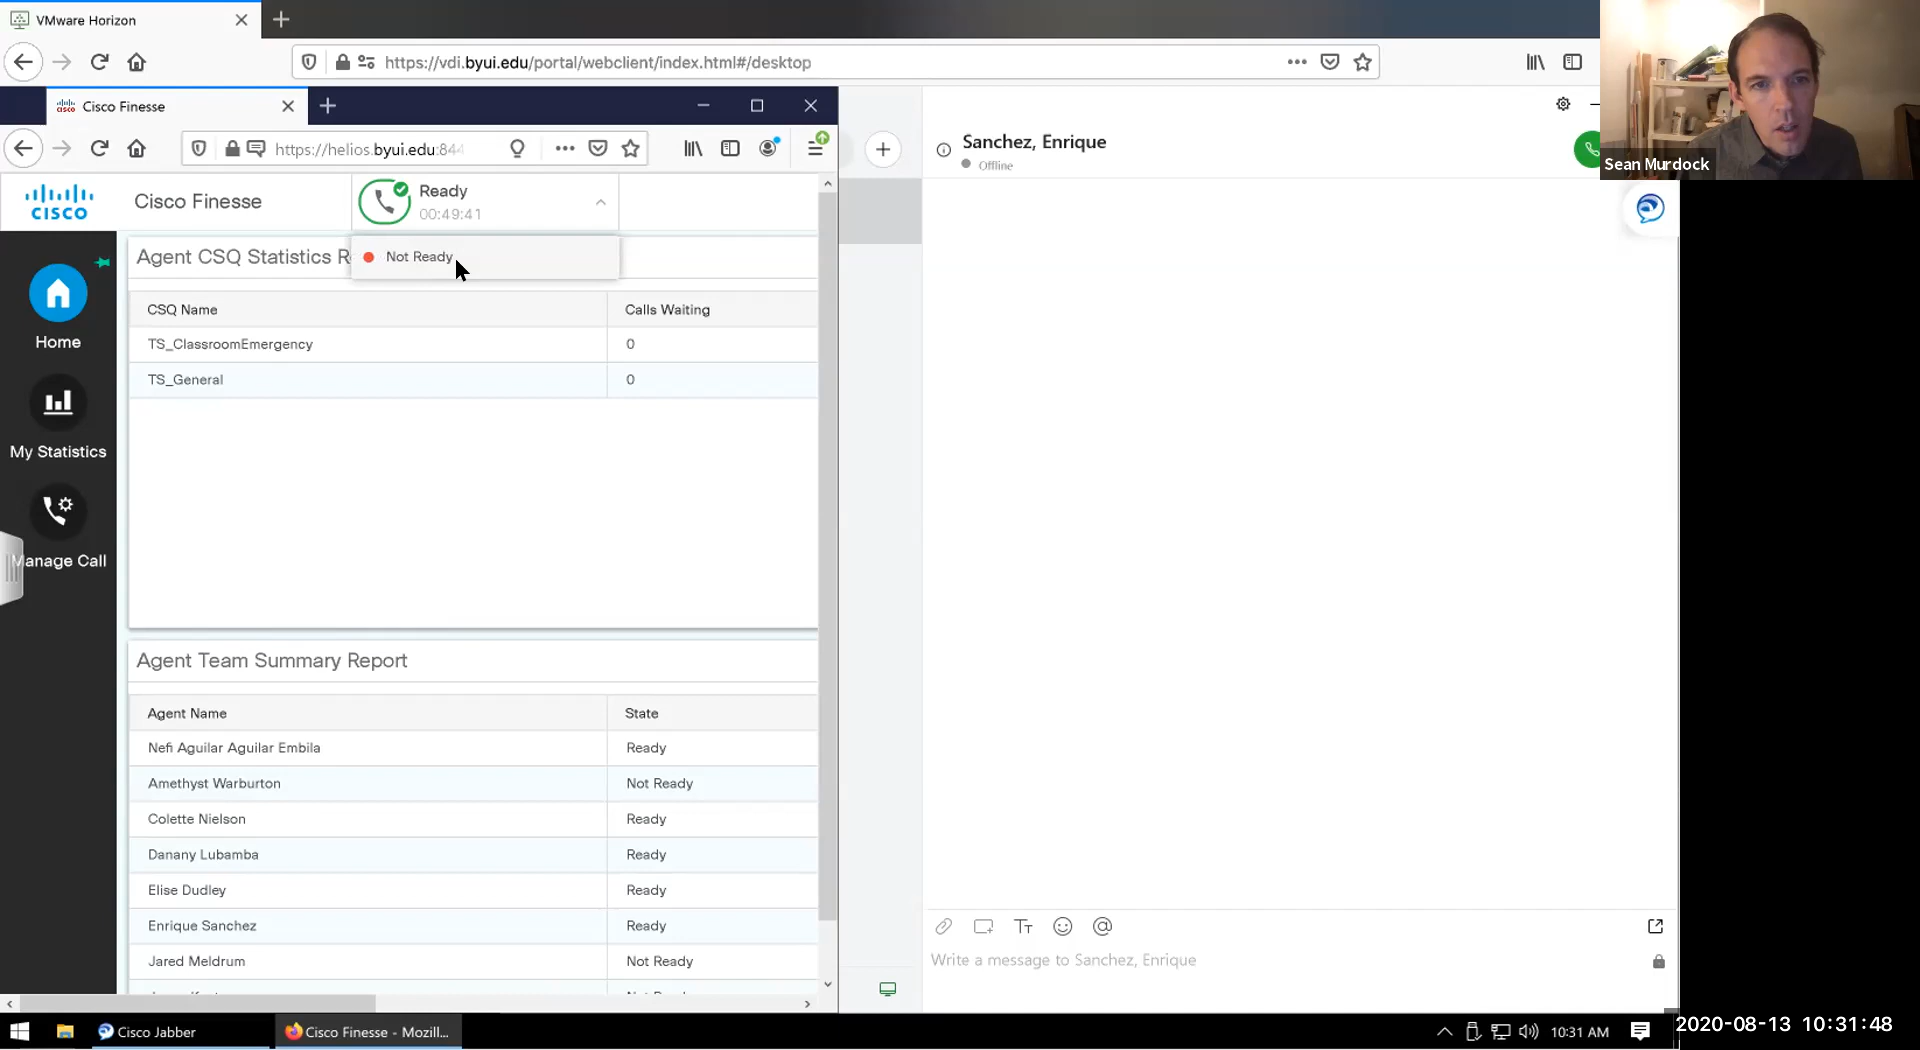 VMware Horizon
https://vdi.byui.edu/portal/webclient/index.html#/desktop
Cisco Finesse
https://helios.byui.edu:844
CISCO
Cisco Finesse
Ready
00:49:41
Not Ready
Home
My Statistics
Manage Call
Agent CSQ Statistics R
CSQ Name
Calls Waiting
TS_ClassroomEmergency
0
TS_General
0
Agent Team Summary Report
Agent Name
State
Nefi Aguilar Aguilar Embila
Ready
Amethyst Warburton
Not Ready
Colette Nielson
Ready
Danany Lubamba
Ready
Elise Dudley
Ready
Enrique Sanchez
Ready
Jared Meldrum
Not Ready
Sanchez, Enrique
Offline
Sean Murdock
Write a message to Sanchez, Enrique
Cisco Jabber
Cisco Finesse - Mozill...
10:31 AM
2020-08-13 10:31:48